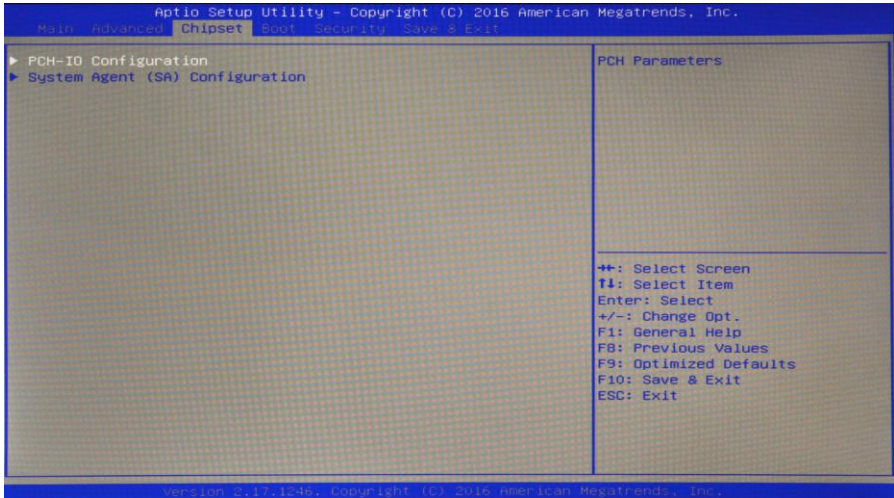 Aptio Setup Utility – Copyright (C) 2016 American Megatrends, Inc.
Main Advanced Chipset Boot Security Save & Exit
► PCH-IO Configuration
► System Agent (SA) Configuration
PCH Parameters
→←: Select Screen
↑↓: Select Item
Enter: Select
+/-: Change Opt.
F1: General Help
F8: Previous Values
F9: Optimized Defaults
F10: Save & Exit
ESC: Exit
Version 2.17.1246. Copyright (C) 2016 American Megatrends, Inc.